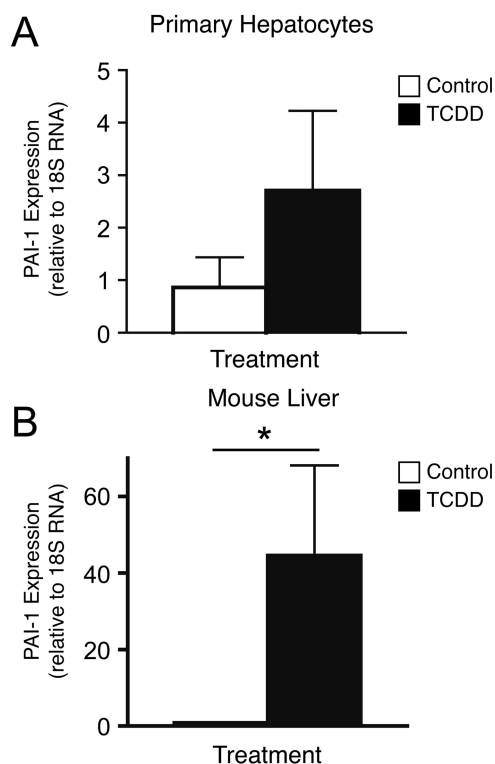 A
Primary Hepatocytes
PAI-1 Expression
(relative to 18S RNA)
5
4
3
2
1
0
Control
TCDD
Treatment
B
Mouse Liver
*
PAI-1 Expression
(relative to 18S RNA)
60
40
20
0
Control
TCDD
Treatment